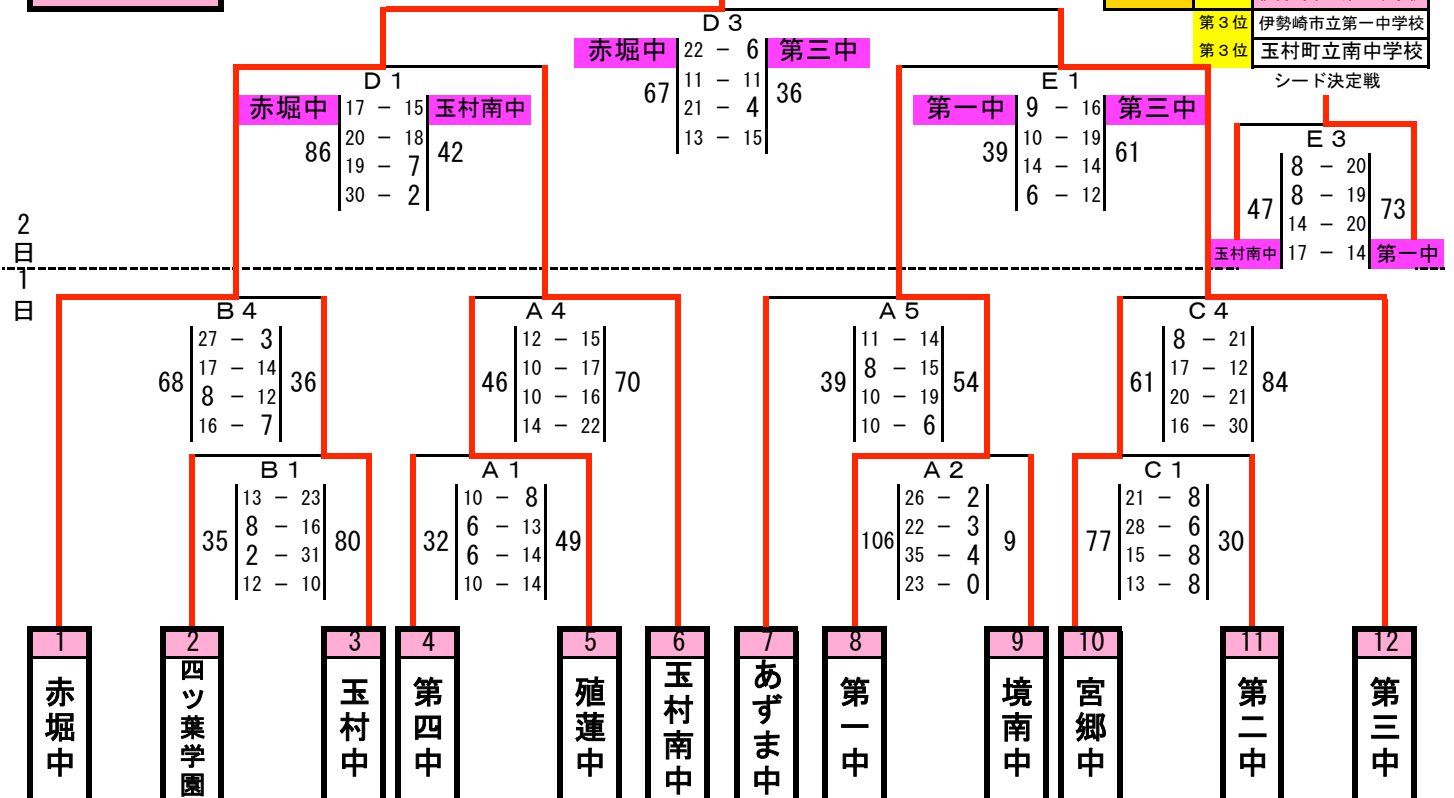 D3
赤堀中 22 - 6 第三中
67 11 - 11 36
21 - 4
13 - 15
第3位 伊勢崎市立第一中学校
第3位 玉村町立南中学校
シード決定戦
D1
赤堀中 17 - 15 玉村南中
86 20 - 18 42
19 - 7
30 - 2
E1
第一中 9 - 16 第三中
39 10 - 19 61
14 - 14
6 - 12
E3
8 - 20
47 8 - 19 73
14 - 20
玉村南中 17 - 14 第一中
2日
1日
B4
27 - 3
68 17 - 14 36
8 - 12
16 - 7
A4
12 - 15
46 10 - 17 70
10 - 16
14 - 22
A5
11 - 14
39 8 - 15 54
10 - 19
10 - 6
C4
8 - 21
61 17 - 12 84
20 - 21
16 - 30
B1
13 - 23
35 8 - 16 80
2 - 31
12 - 10
A1
10 - 8
32 6 - 13 49
6 - 14
10 - 14
A2
26 - 2
106 22 - 3 9
35 - 4
23 - 0
C1
21 - 8
77 28 - 6 30
15 - 8
13 - 8
1 2 3 4 5 6 7 8 9 10 11 12
赤堀中
四ツ葉学園
玉村中
第四中
殖蓮中
玉村南中
あずま中
第一中
境南中
宮郷中
第二中
第三中